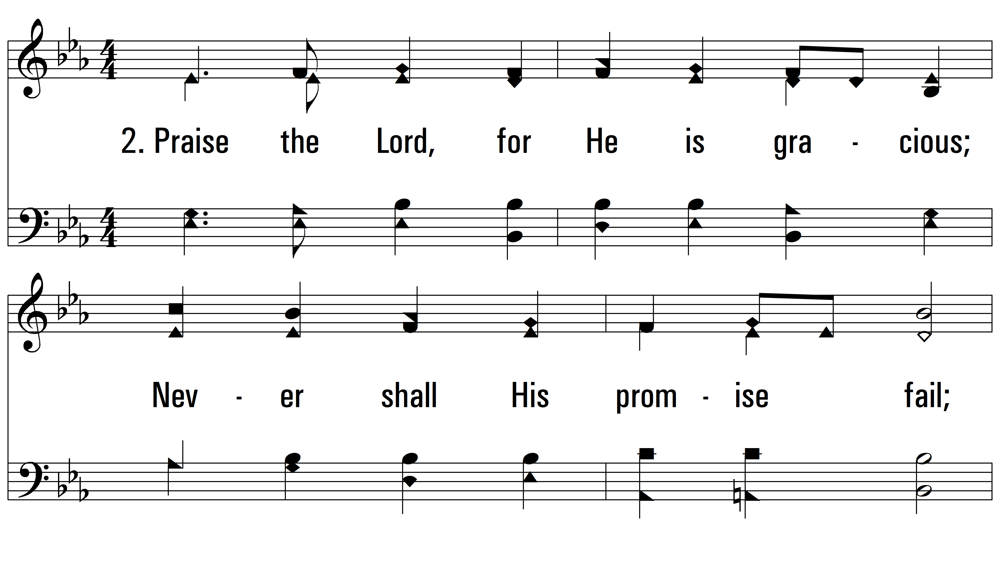 2. Praise the Lord, for He is gra - cious;
Nev - er shall His prom - ise fail;